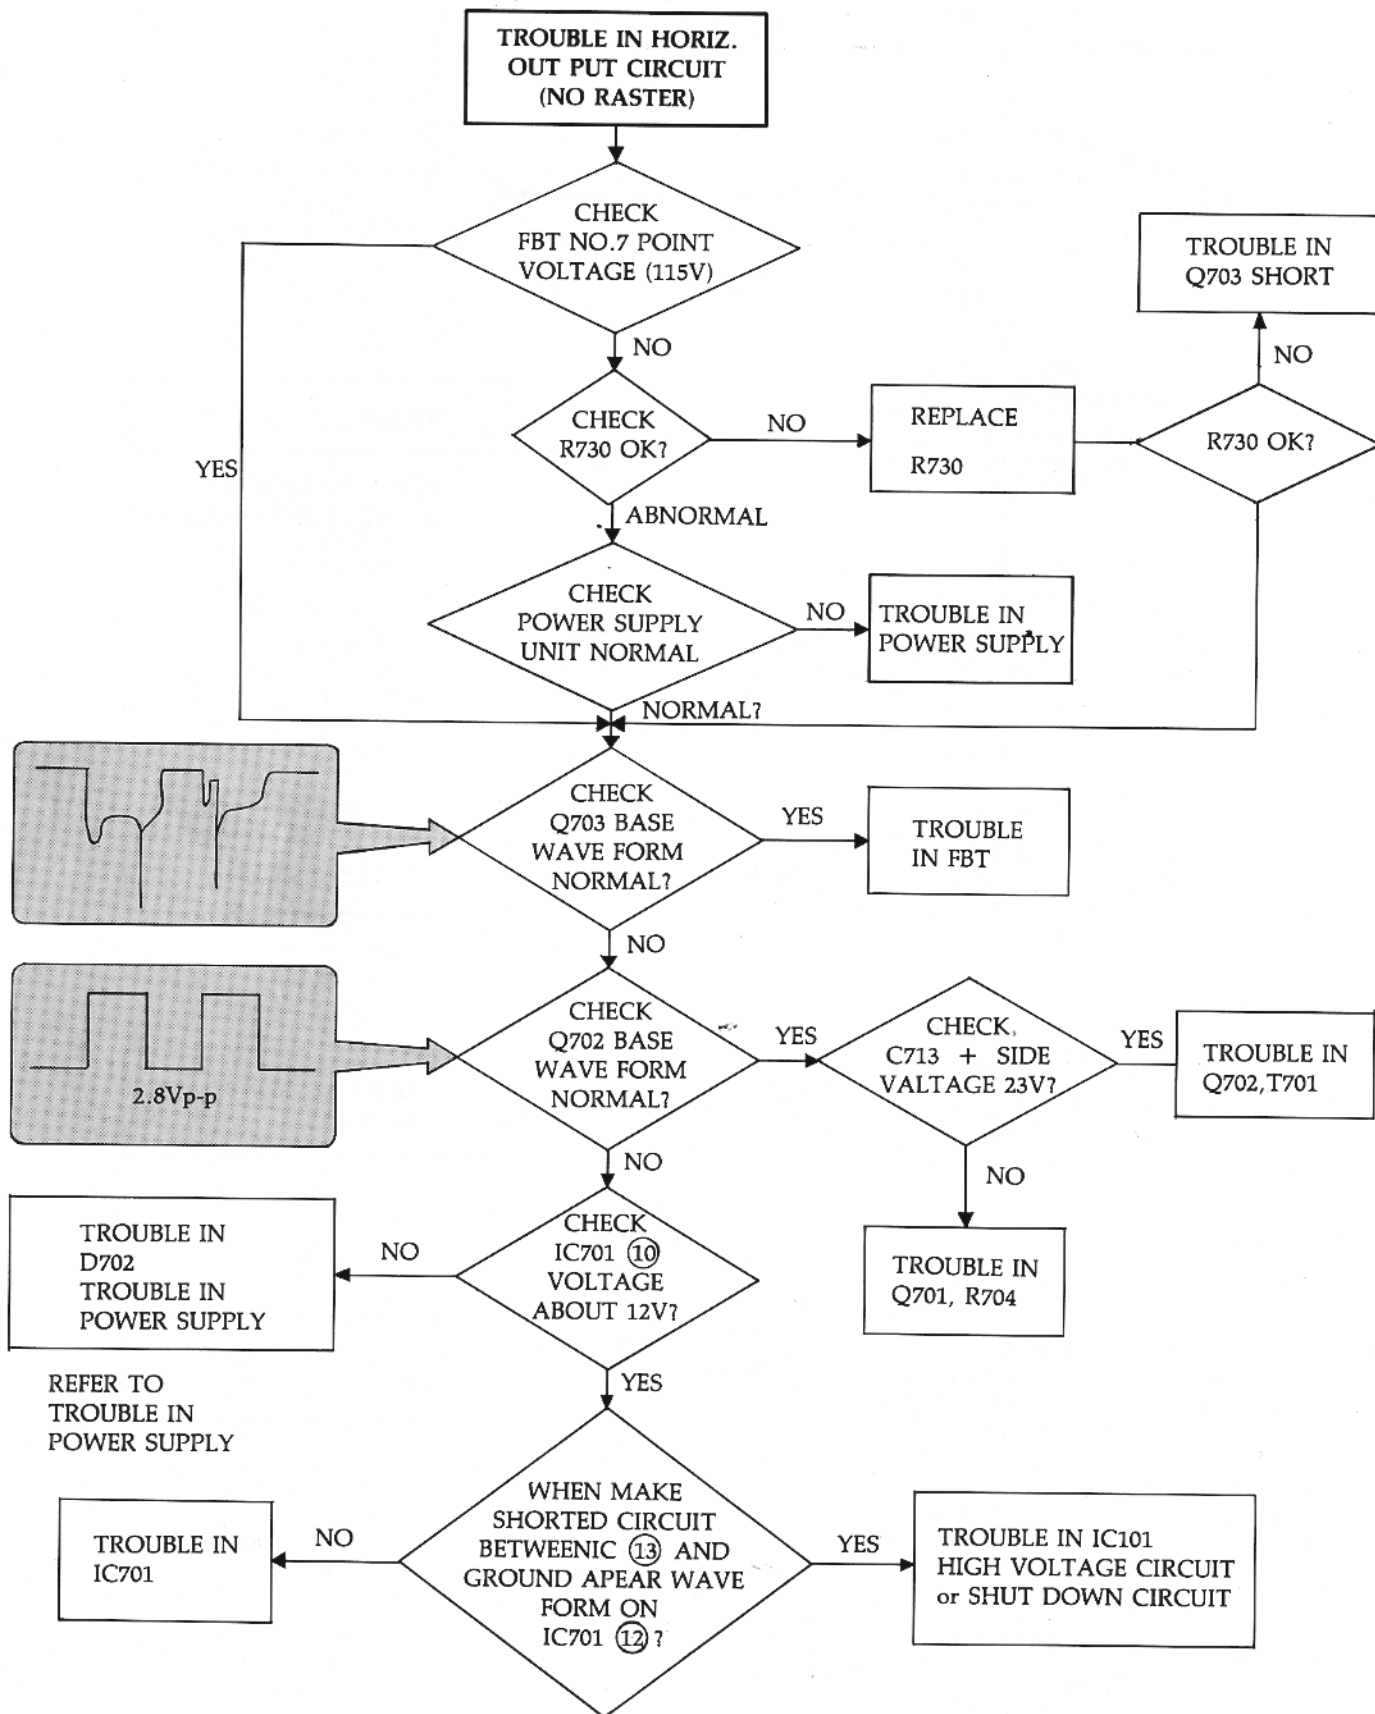 TROUBLE IN HORIZ.
OUT PUT CIRCUIT
(NO RASTER)
CHECK
FBT NO.7 POINT
VOLTAGE (115V)
TROUBLE IN
Q703 SHORT
NO
NO
CHECK
R730 OK?
NO
REPLACE
R730
R730 OK?
YES
ABNORMAL
CHECK
POWER SUPPLY
UNIT NORMAL
NO
TROUBLE IN
POWER SUPPLY
NORMAL?
CHECK
Q703 BASE
WAVE FORM
NORMAL?
YES
TROUBLE
IN FBT
NO
CHECK
Q702 BASE
WAVE FORM
NORMAL?
2.8Vp-p
YES
CHECK
C713 + SIDE
VALTAGE 23V?
YES
TROUBLE IN
Q702,T701
NO
NO
TROUBLE IN
Q701, R704
CHECK
IC701 ⑩
VOLTAGE
ABOUT 12V?
NO
TROUBLE IN
D702
TROUBLE IN
POWER SUPPLY
REFER TO
TROUBLE IN
POWER SUPPLY
YES
WHEN MAKE
SHORTED CIRCUIT
BETWEENIC ⑬ AND
GROUND APEAR WAVE
FORM ON
IC701 ⑫ ?
NO
TROUBLE IN
IC701
YES
TROUBLE IN IC101
HIGH VOLTAGE CIRCUIT
or SHUT DOWN CIRCUIT